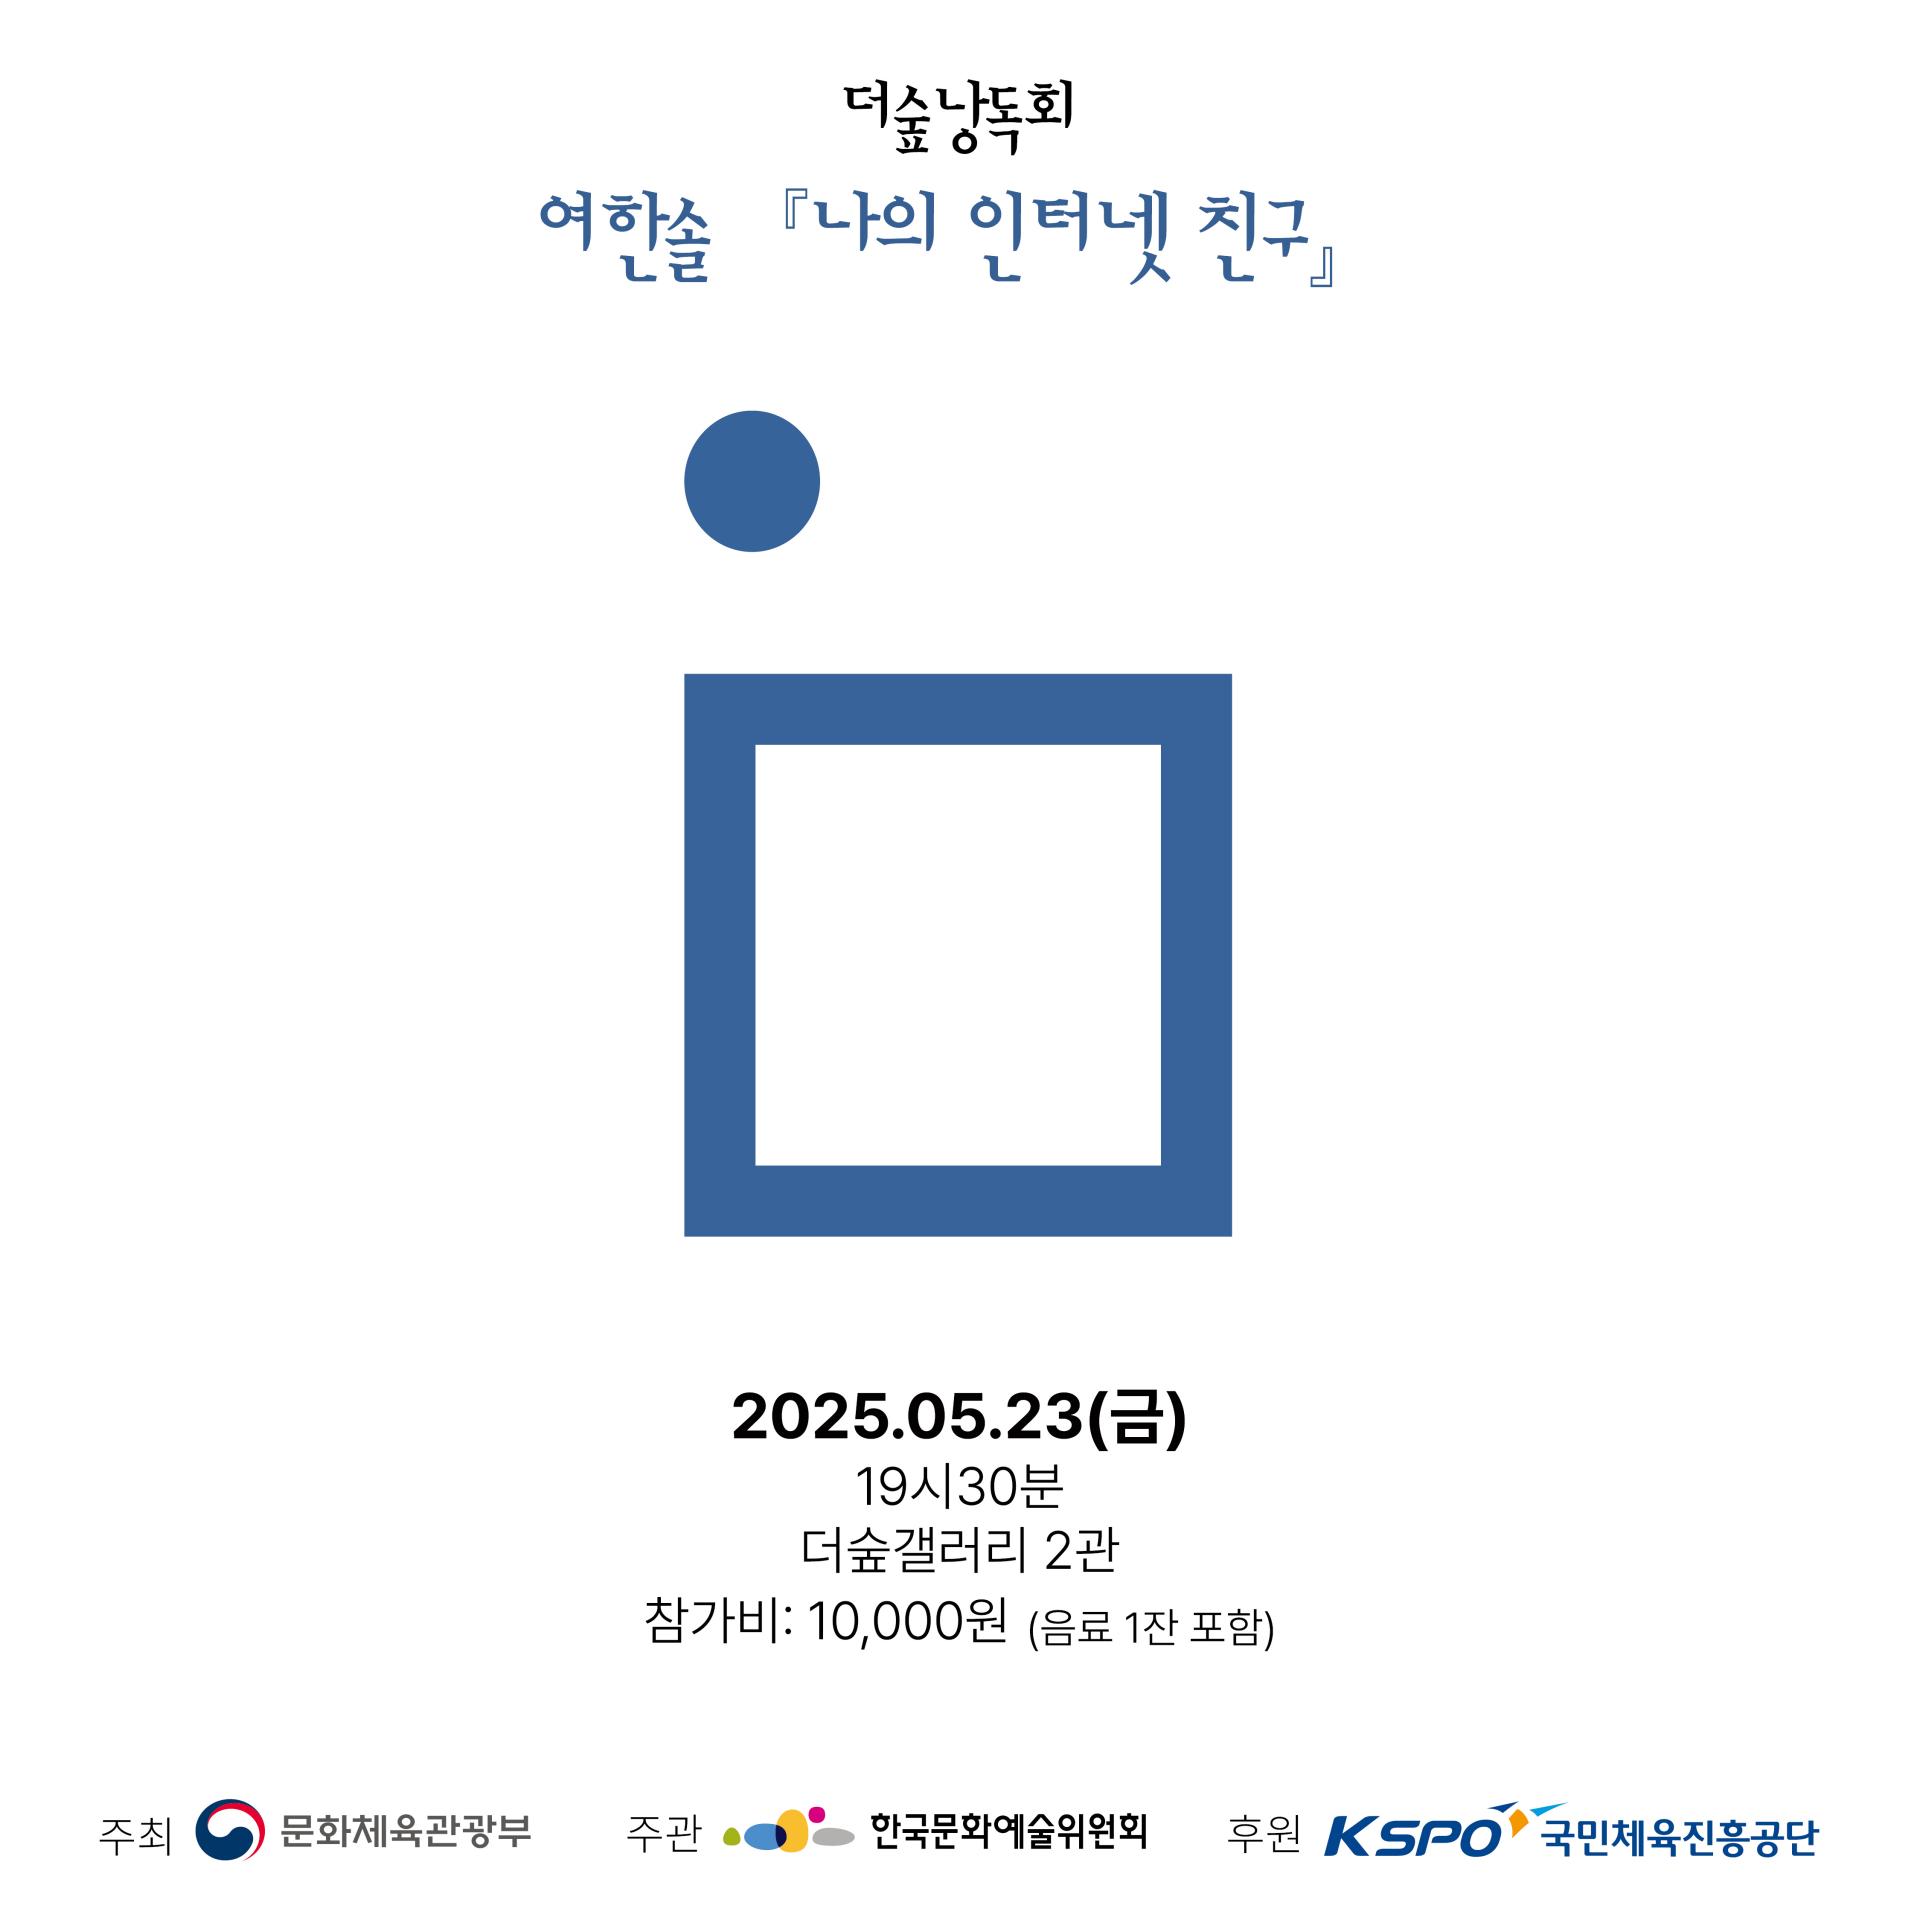 더숲낭독회
여한솔 『나의 인터넷 친구』
2025.05.23(금)
19시30분
더숲갤러리 2관
참가비: 10,000원 (음료 1잔 포함)
주최 문화체육관광부 주관 한국문화예술위원회 후원 KSPO 국민체육진흥공단